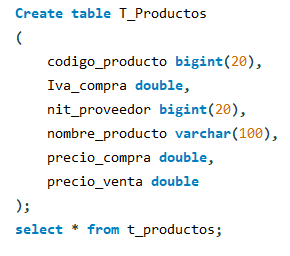 Create table T_Productos
(
codigo_producto bigint(20),
Iva_compra double,
nit_proveedor bigint(20),
nombre_producto varchar(100),
precio_compra double,
precio_venta double
);
select * from t_productos;